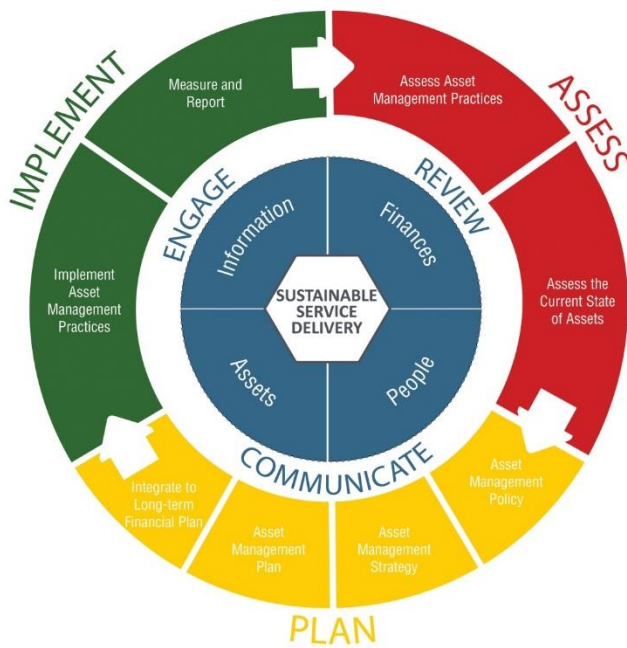 IMPLEMENT
Measure and
Report
Assess Asset
Management Practices
ASSESS
ENGAGE
REVIEW
Information
Finances
Implement
Asset
Management
Practices
SUSTAINABLE
SERVICE
DELIVERY
Assess the
Current State
of Assets
Assets
People
COMMUNICATE
Integrate to
Long-term
Financial Plan
Asset
Management
Plan
Asset
Management
Strategy
Asset
Management
Policy
PLAN